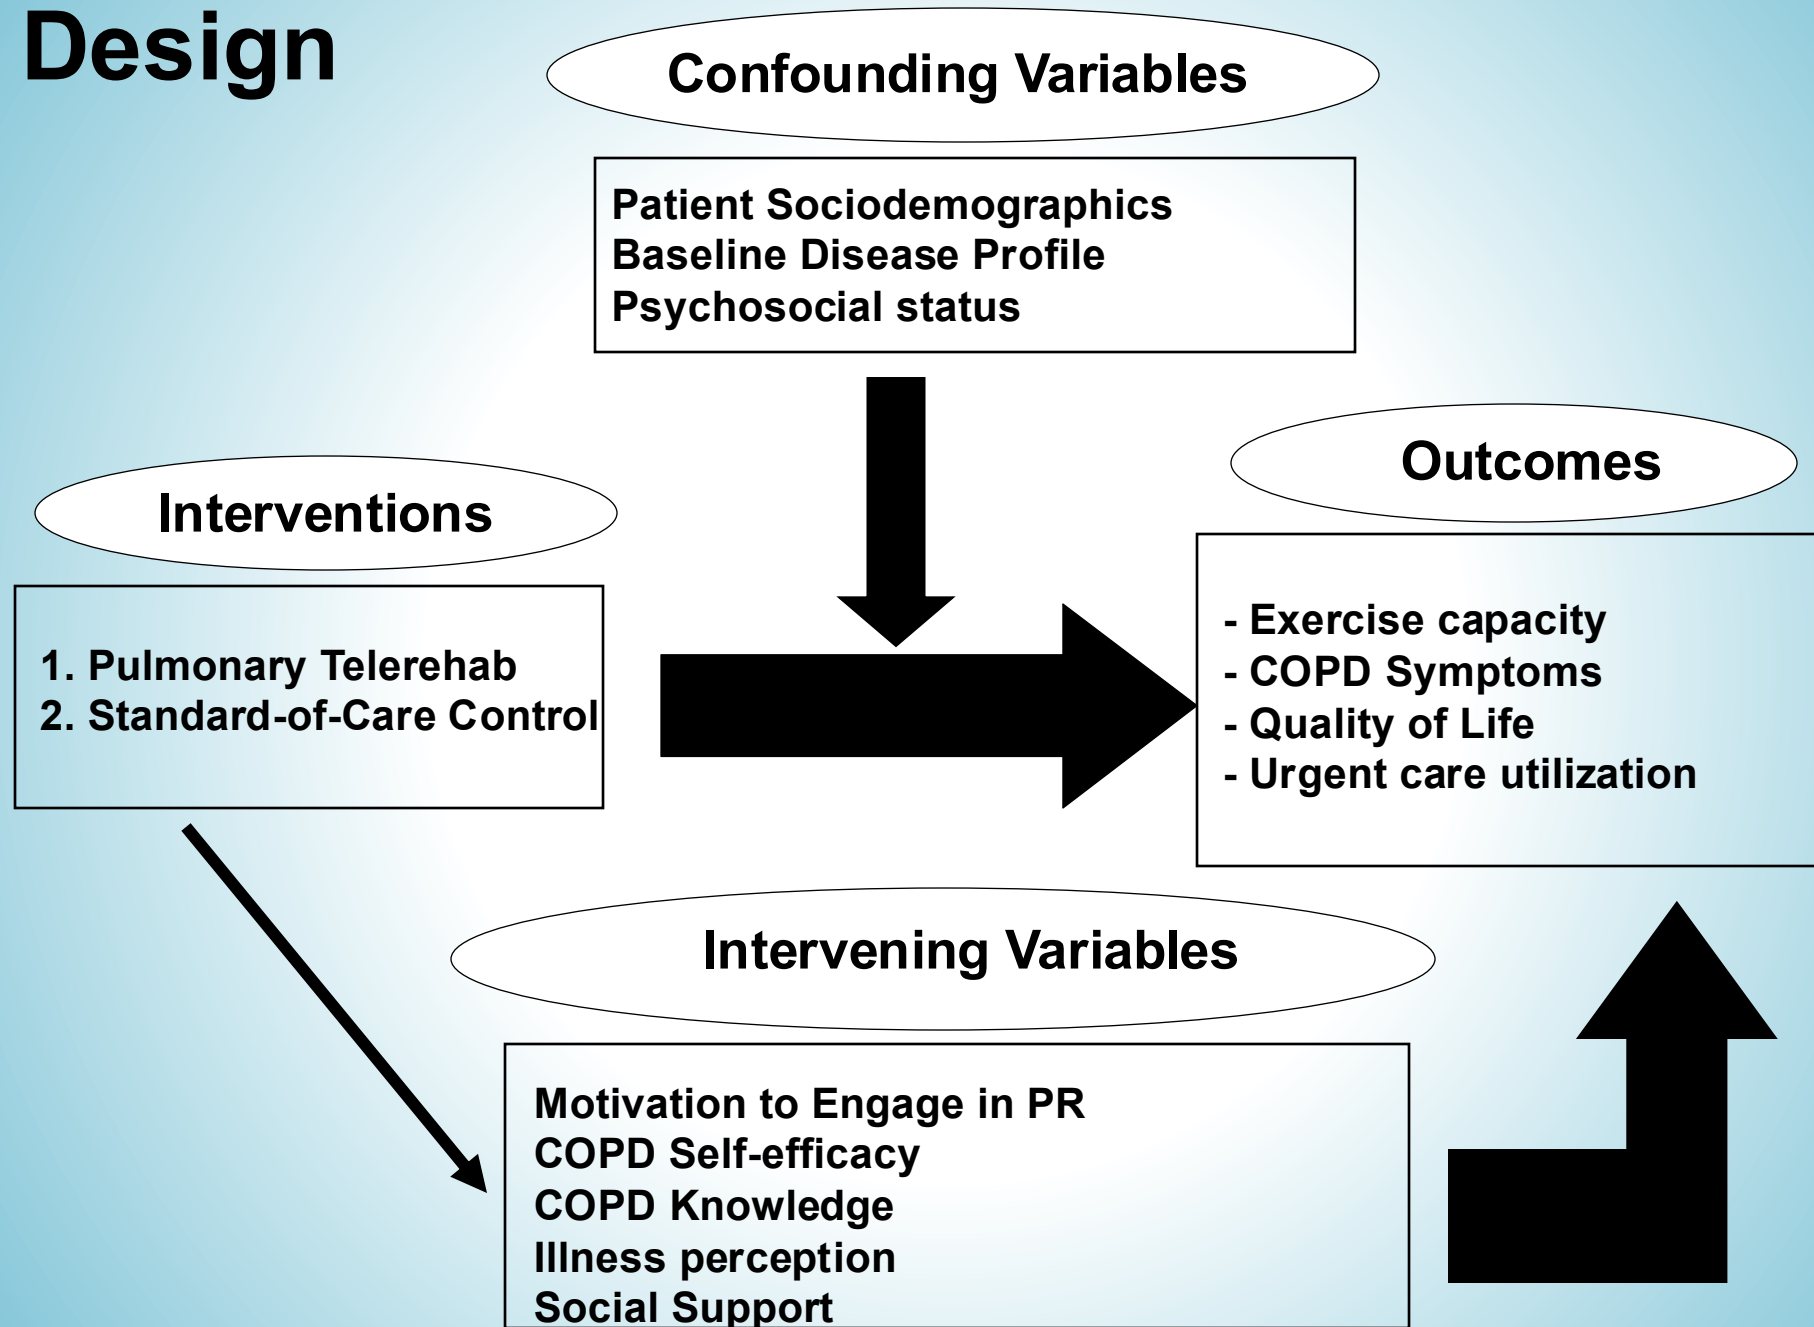 Design
Confounding Variables
Patient Sociodemographics
Baseline Disease Profile
Psychosocial status
Interventions
1. Pulmonary Telerehab
2. Standard-of-Care Control
Outcomes
- Exercise capacity
- COPD Symptoms
- Quality of Life
- Urgent care utilization
Intervening Variables
Motivation to Engage in PR
COPD Self-efficacy
COPD Knowledge
Illness perception
Social Support